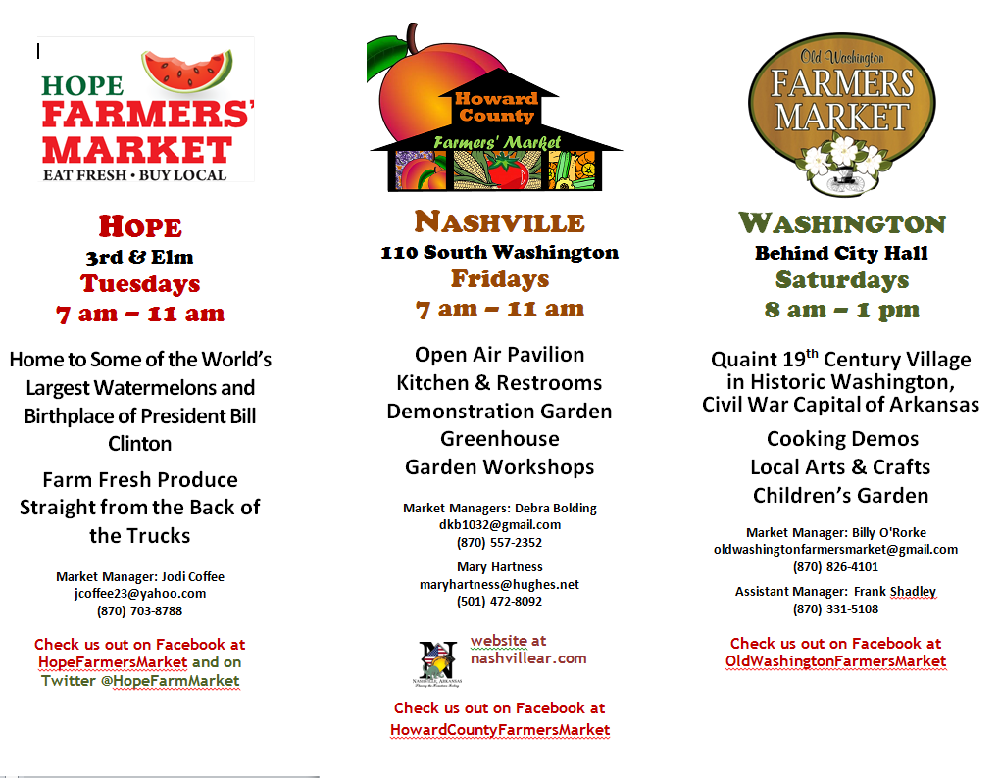 HOPE
FARMERS'
MARKET
EAT FRESH • BUY LOCAL
HOPE
3rd & Elm
Tuesdays
7 am – 11 am
Home to Some of the World's
Largest Watermelons and
Birthplace of President Bill
Clinton
Farm Fresh Produce
Straight from the Back of
the Trucks
Market Manager: Jodi Coffee
jcoffee23@yahoo.com
(870) 703-8788
Check us out on Facebook at
HopeFarmersMarket and on
Twitter @HopeFarmMarket
Howard
County
Farmers' Market
NASHVILLE
110 South Washington
Fridays
7 am – 11 am
Open Air Pavilion
Kitchen & Restrooms
Demonstration Garden
Greenhouse
Garden Workshops
Market Managers: Debra Bolding
dkb1032@gmail.com
(870) 557-2352
Mary Hartness
maryhartness@hughes.net
(501) 472-8092
N
NASHVILLE, ARKANSAS
website at
nashvillear.com
Check us out on Facebook at
HowardCountyFarmersMarket
Old Washington
FARMERS
MARKET
WASHINGTON
Behind City Hall
Saturdays
8 am – 1 pm
Quaint 19th Century Village
in Historic Washington,
Civil War Capital of Arkansas
Cooking Demos
Local Arts & Crafts
Children's Garden
Market Manager: Billy O'Rorke
oldwashingtonfarmersmarket@gmail.com
(870) 826-4101
Assistant Manager: Frank Shadley
(870) 331-5108
Check us out on Facebook at
OldWashingtonFarmersMarket